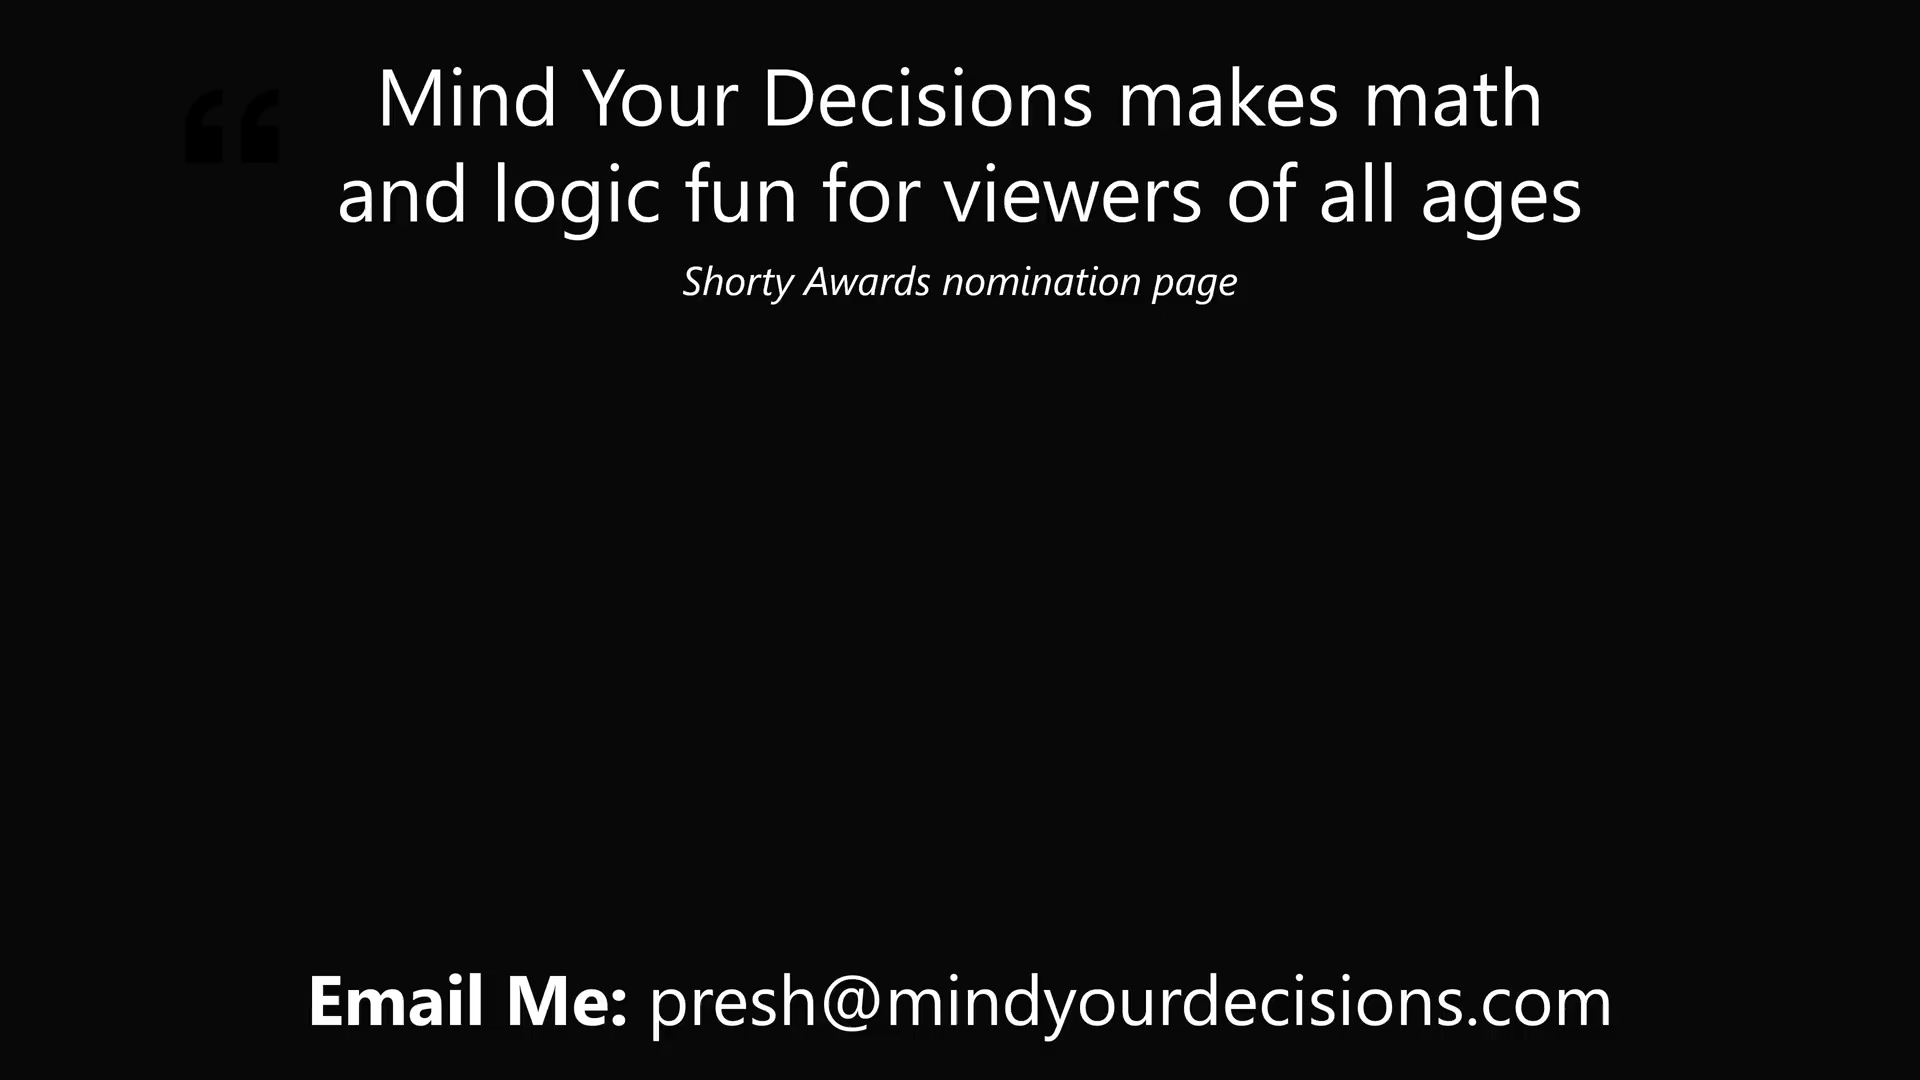 “
Mind Your Decisions makes math
and logic fun for viewers of all ages
Shorty Awards nomination page
Email Me: presh@mindyourdecisions.com